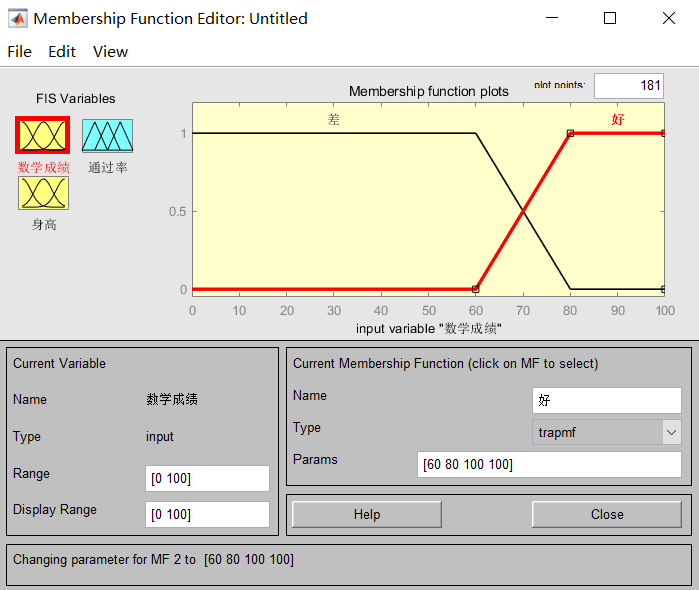 Membership Function Editor: Untitled
File Edit View
FIS Variables
数学成绩 通过率
身高
Membership function plots
plot points: 181
差 好
1
0.5
0
0 10 20 30 40 50 60 70 80 90 100
input variable "数学成绩"
Current Variable
Name 数学成绩
Type input
Range [0 100]
Display Range [0 100]
Current Membership Function (click on MF to select)
Name 好
Type trapmf
Params [60 80 100 100]
Help Close
Changing parameter for MF 2 to [60 80 100 100]